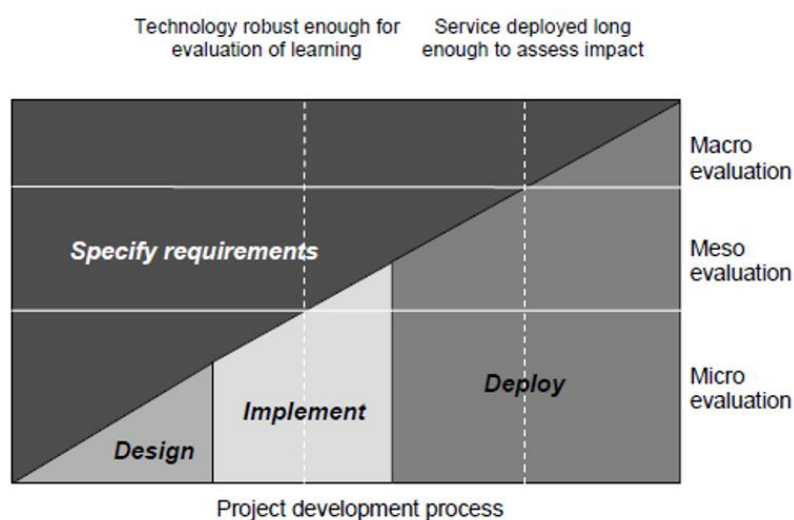 Technology robust enough for
evaluation of learning
Service deployed long
enough to assess impact
Macro
evaluation
Specify requirements
Meso
evaluation
Micro
evaluation
Deploy
Implement
Design
Project development process